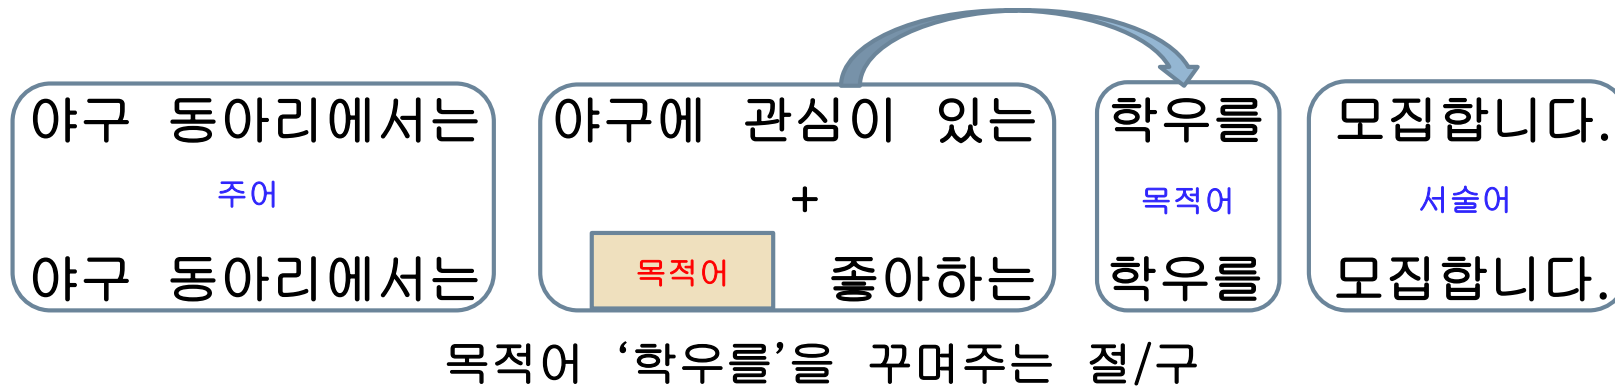 야구 동아리에서는 야구에 관심이 있는 학우를 모집합니다.
주어 + 목적어 서술어
야구 동아리에서는 목적어 좋아하는 학우를 모집합니다.
목적어 ‘학우를’을 꾸며주는 절/구